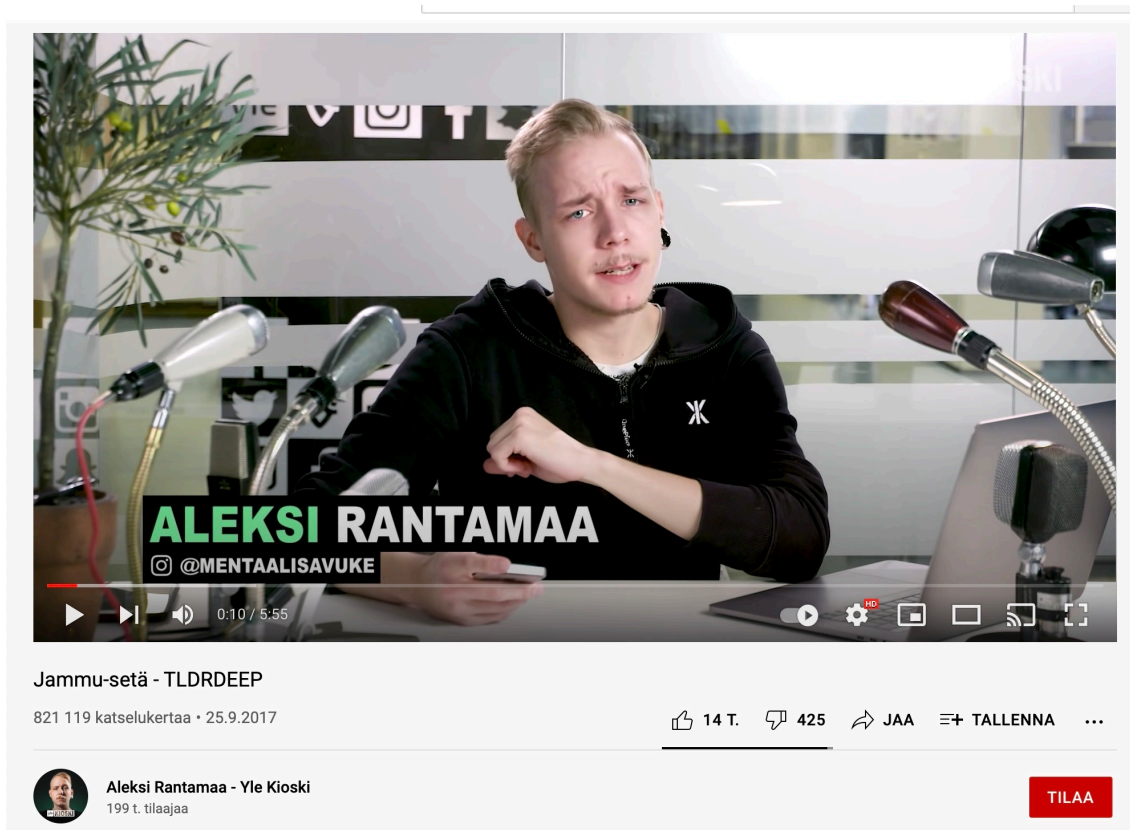 ALEKSI RANTAMAA
@MENTAALISAVUKE
0:10 / 5:55
HD
Jammu-setä - TLDRDEEP
821 119 katselukertaa • 25.9.2017
14 T. 425 JAA TALLENNA
Aleksi Rantamaa - Yle Kioski
199 t. tilaajaa
TILAA